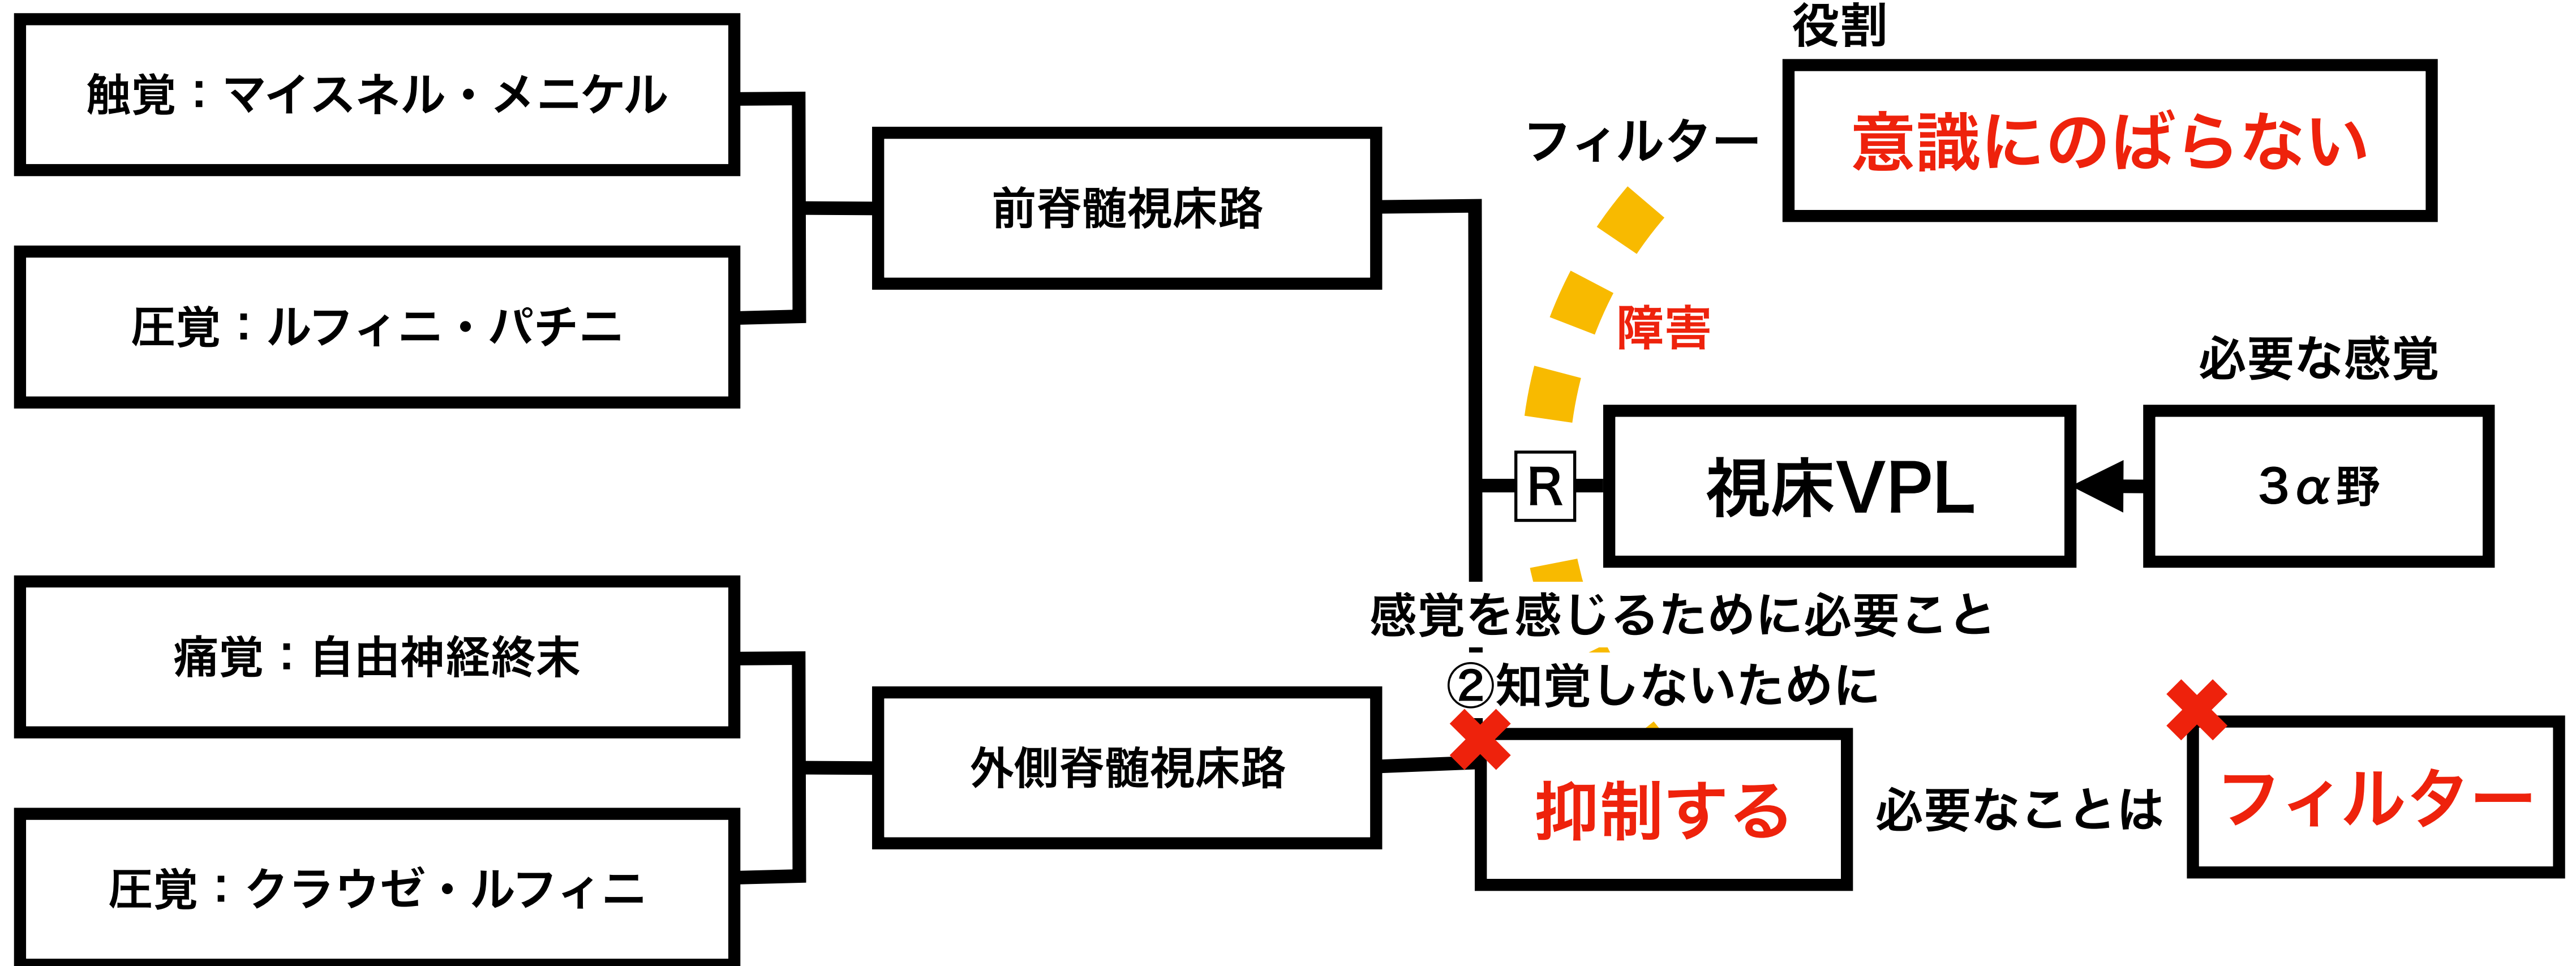 触覚：マイスネル・メニケル
圧覚：ルフィニ・パチニ
前脊髄視床路
痛覚：自由神経終末
圧覚：クラウゼ・ルフィニ
外側脊髄視床路
役割
フィルター
意識にのばらない
障害
必要な感覚
R
視床VPL
３α野
感覚を感じるために必要こと
②知覚しないために
抑制する
必要なことは
フィルター